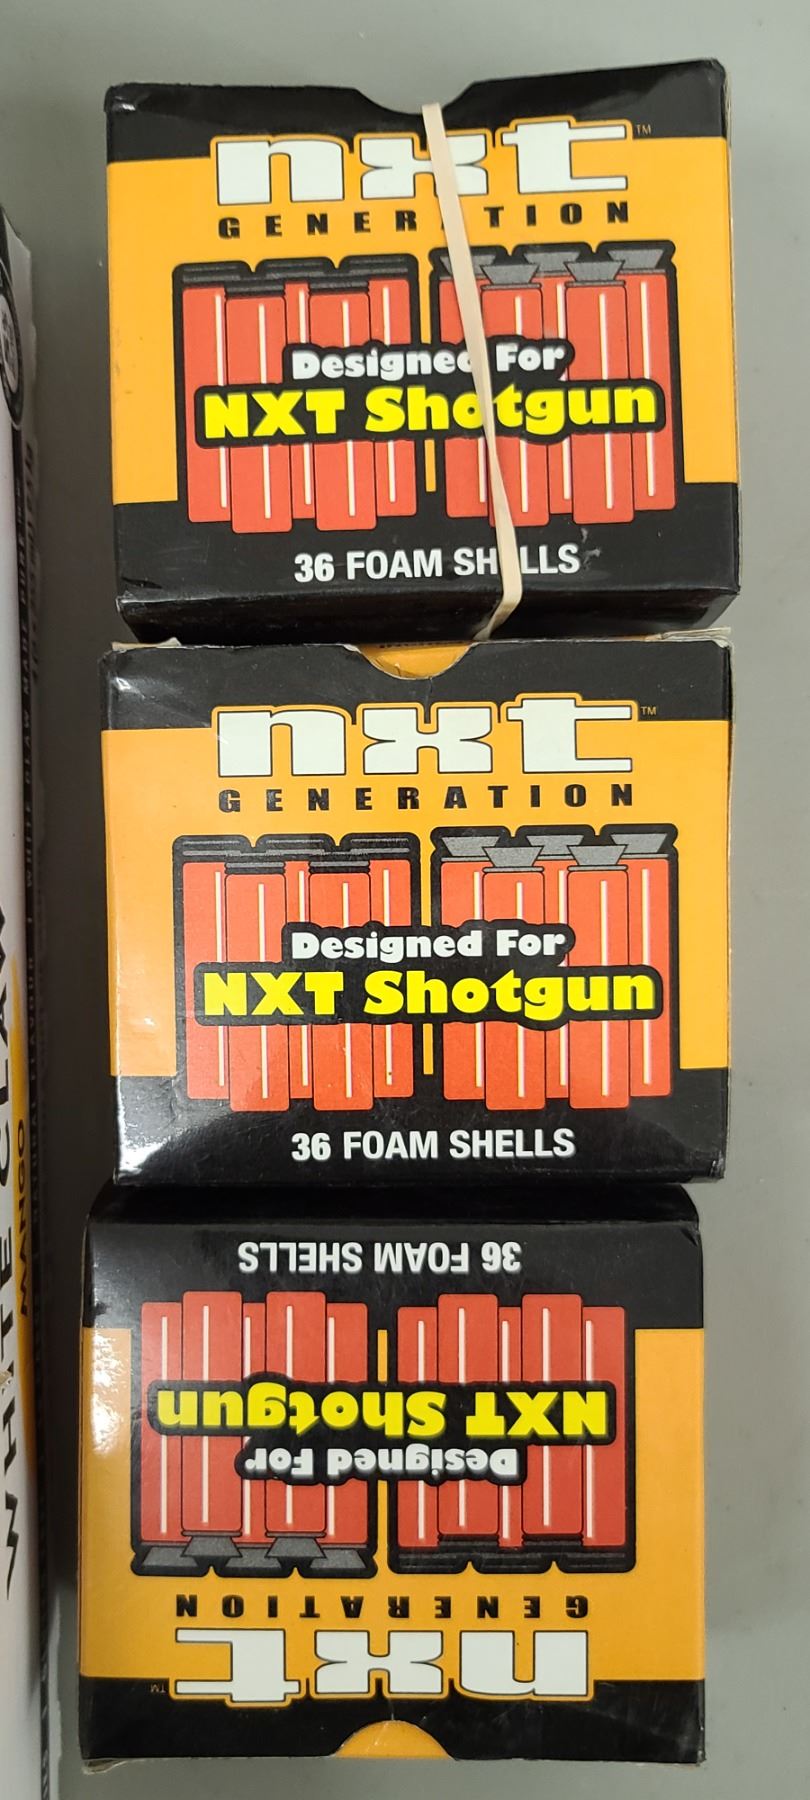 nxt™
GENERATION
Designed For
NXT Shotgun
36 FOAM SHELLS
nxt™
GENERATION
Designed For
NXT Shotgun
36 FOAM SHELLS
nxt™
GENERATION
Designed For
NXT Shotgun
36 FOAM SHELLS
WHITE CLAW
MANGO